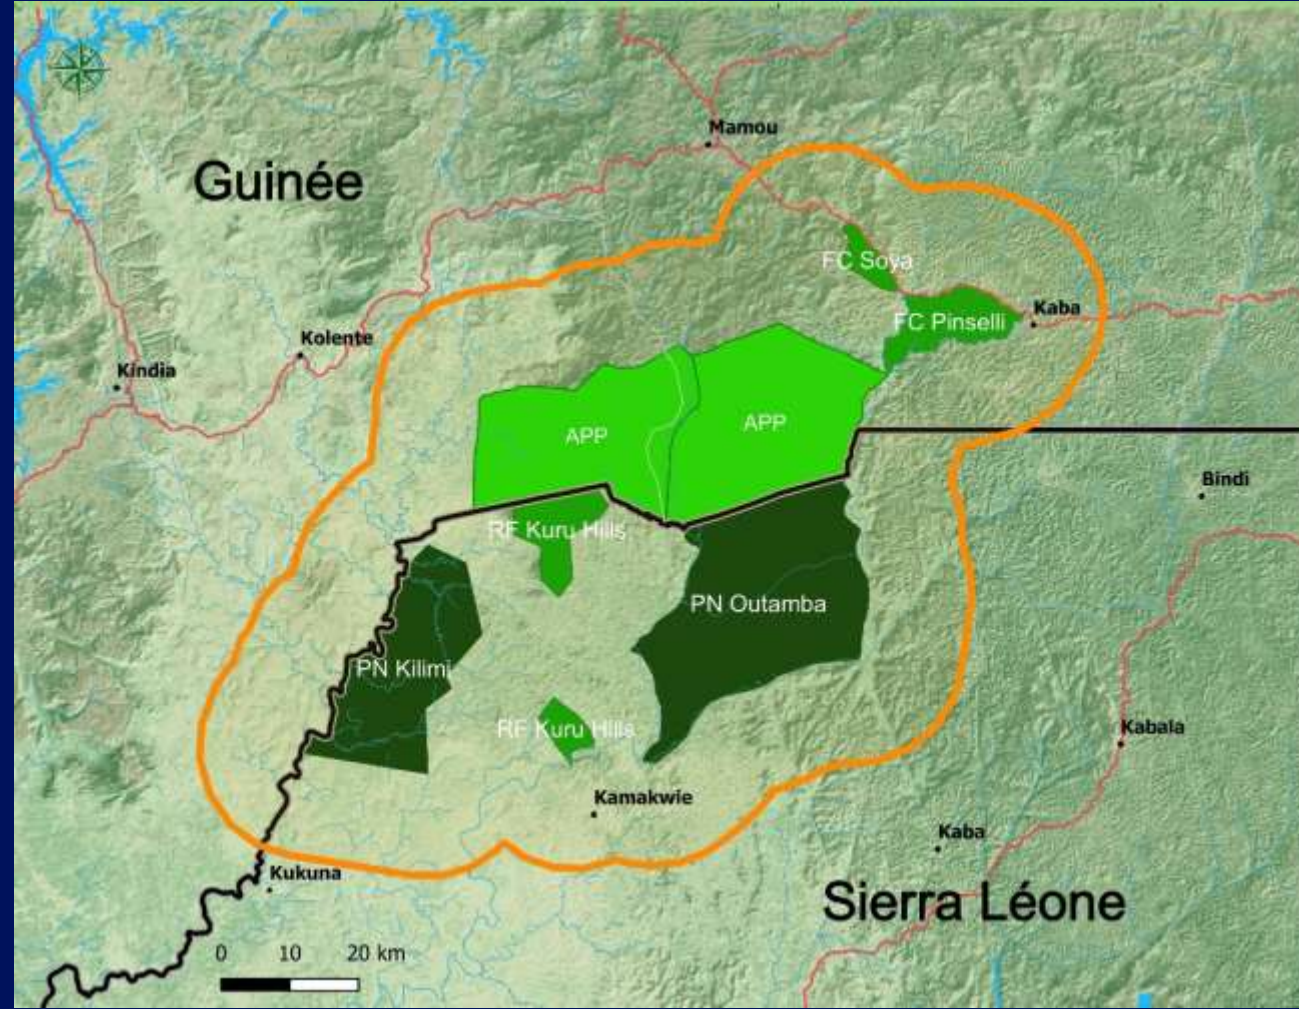 Mamou
Guinée
FC Soya
Kaba
FC Pinselli
Kolente
Kindia
APP
APP
Bindi
RF Kuru Hills
PN Outamba
PN Kilimi
RF Kuru Hills
Kabala
Kamakwie
Kaba
Kukuna
Sierra Léone
0 10 20 km